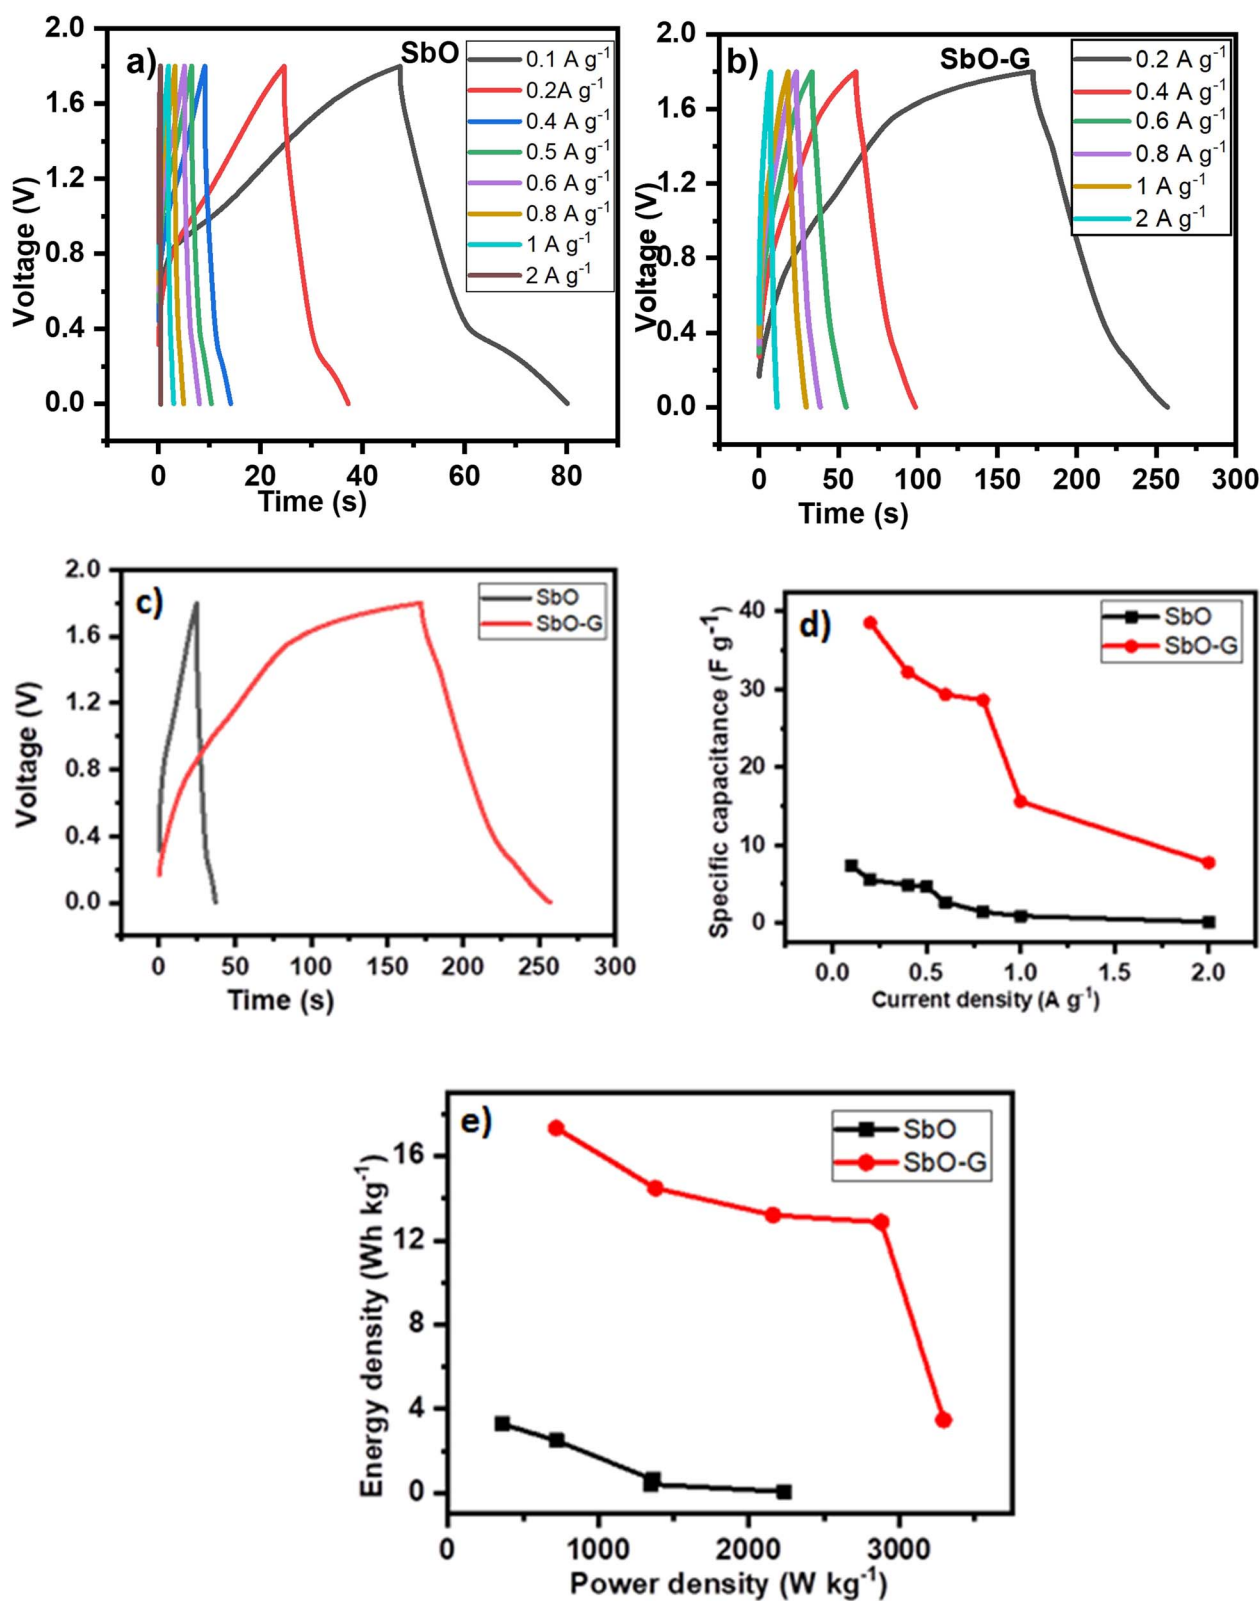 a)
SbO
2.0
1.6
1.2
0.8
0.4
0.0
Voltage (V)
0.1 A g⁻¹
0.2A g⁻¹
0.4 A g⁻¹
0.5 A g⁻¹
0.6 A g⁻¹
0.8 A g⁻¹
1 A g⁻¹
2 A g⁻¹
0 20 40 60 80
Time (s)
b)
SbO-G
2.0
1.6
1.2
0.8
0.4
0.0
Voltage (V)
0.2 A g⁻¹
0.4 A g⁻¹
0.6 A g⁻¹
0.8 A g⁻¹
1 A g⁻¹
2 A g⁻¹
0 50 100 150 200 250 300
Time (s)
c)
2.0
1.6
1.2
0.8
0.4
0.0
Voltage (V)
SbO
SbO-G
0 50 100 150 200 250 300
Time (s)
d)
40
30
20
10
0
Specific capacitance (F g⁻¹)
SbO
SbO-G
0.0 0.5 1.0 1.5 2.0
Current density (A g⁻¹)
e)
16
12
8
4
0
Energy density (Wh kg⁻¹)
SbO
SbO-G
0 1000 2000 3000
Power density (W kg⁻¹)